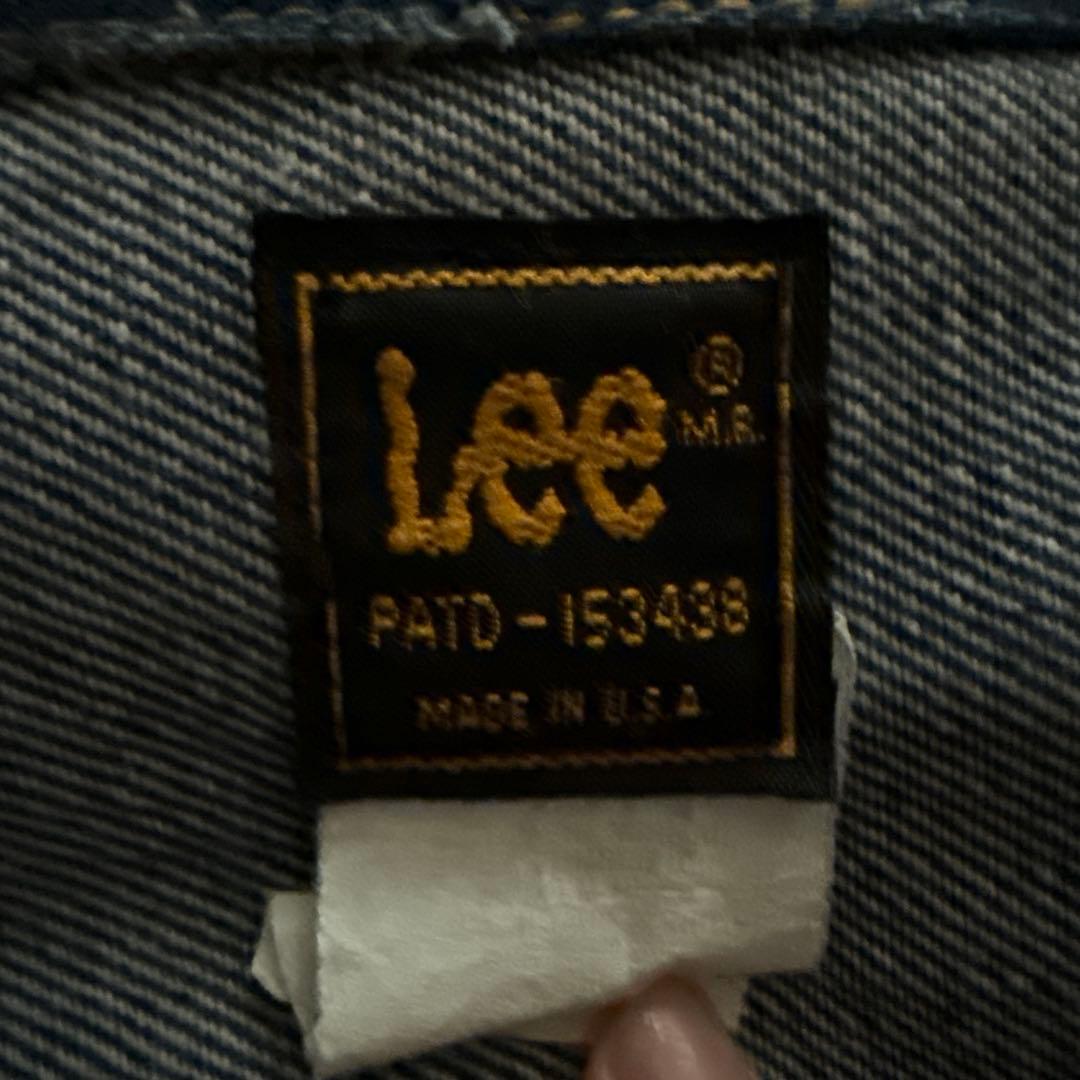 Lee ®
M.R.
PATD-153438
MADE IN U.S.A